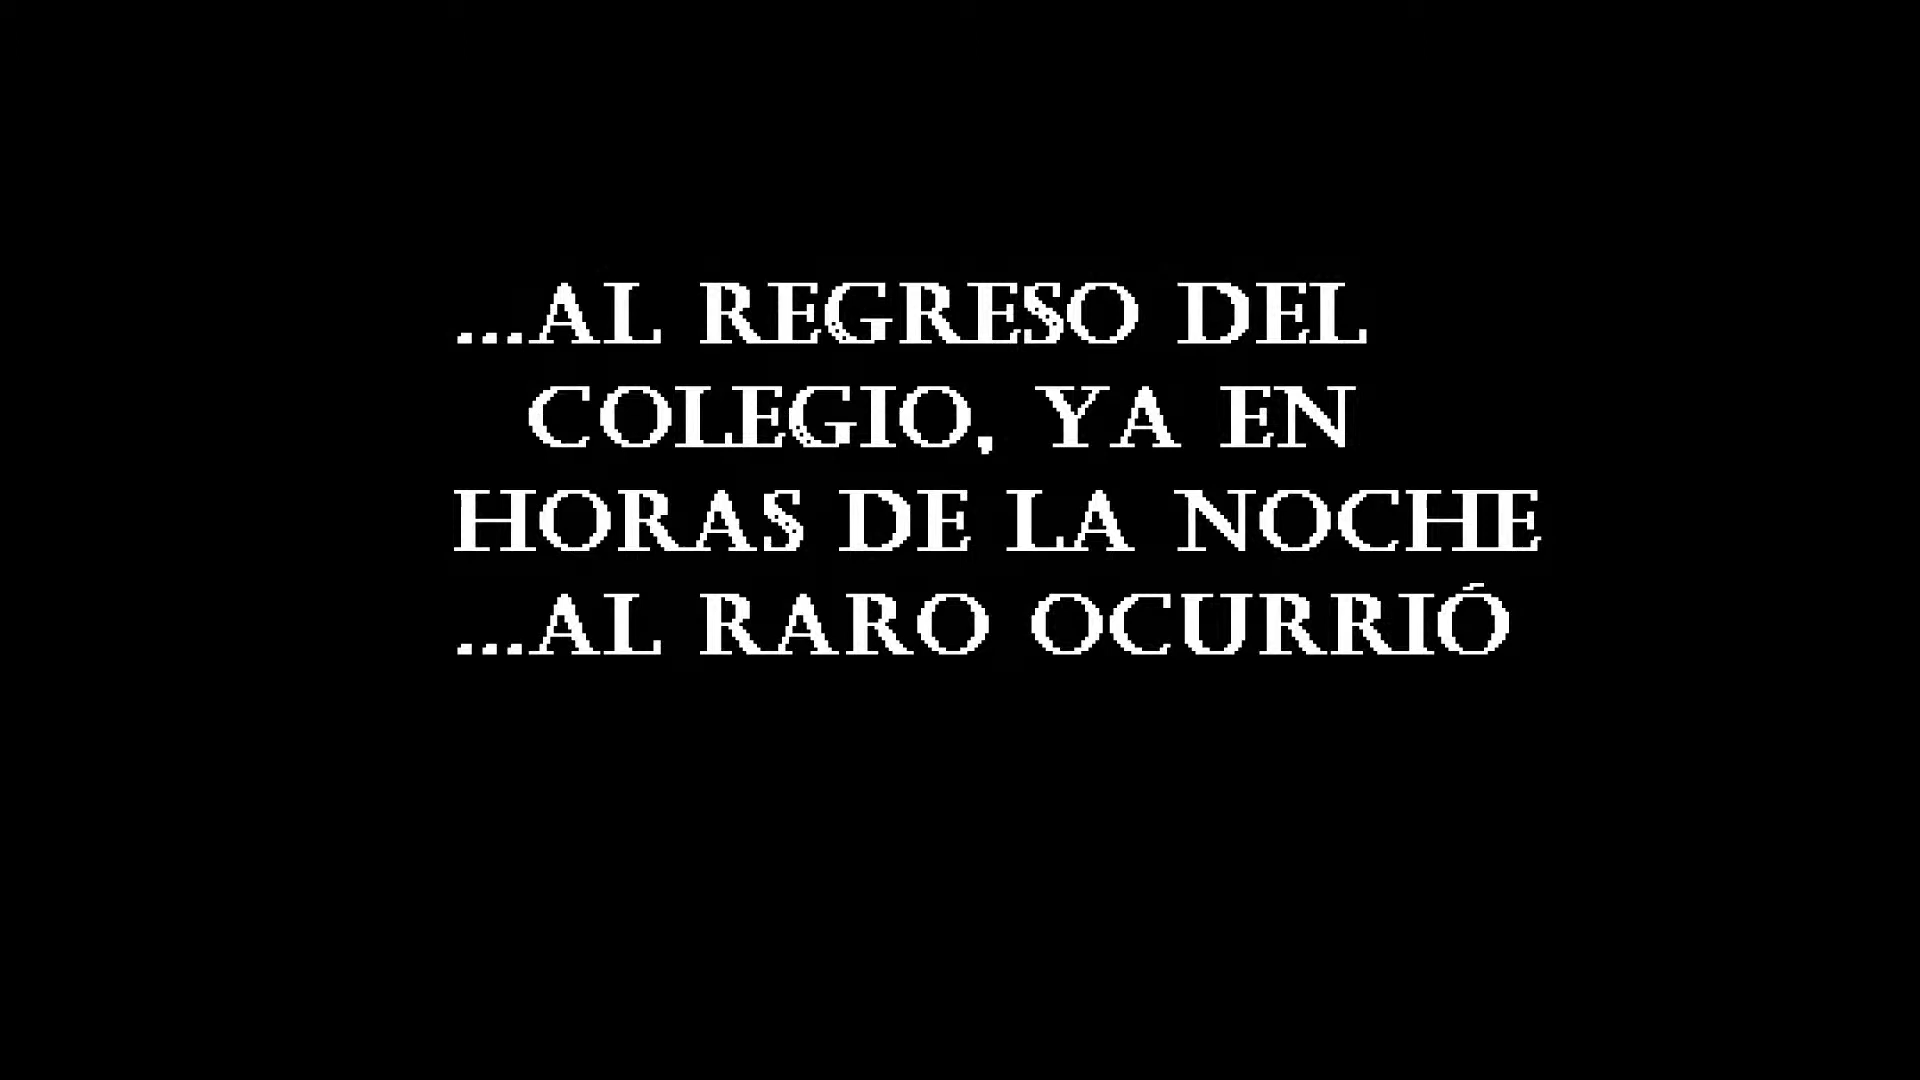 ...AL REGRESO DEL
COLEGIO, YA EN
HORAS DE LA NOCHE
...AL RARO OCURRIÓ